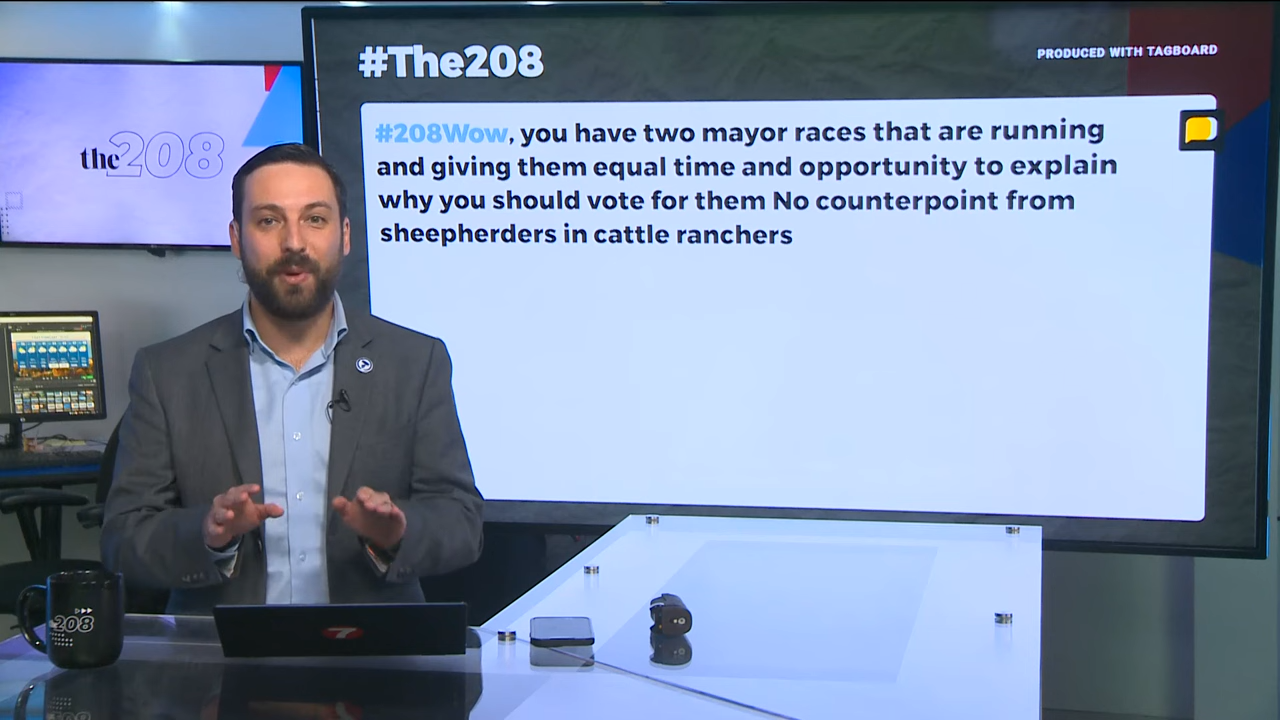 #The208
PRODUCED WITH TAGBOARD
#208Wow, you have two mayor races that are running
and giving them equal time and opportunity to explain
why you should vote for them No counterpoint from
sheepherders in cattle ranchers
the208
208
7